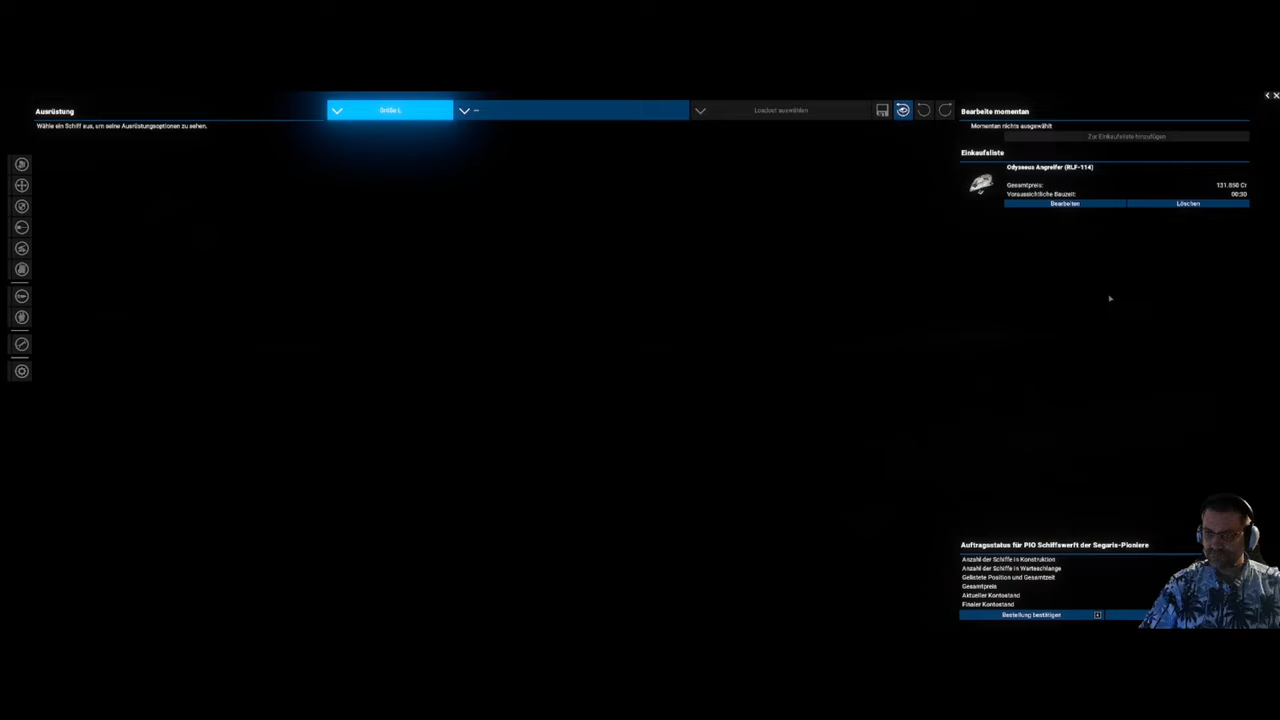 Ausrüstung
Wähle ein Schiff aus, um seine Ausrüstungsoptionen zu sehen.
Größe L
--
Loadout auswählen
Bearbeite momentan
Momentan nichts ausgewählt
Zur Einkaufsliste hinzufügen
Einkaufsliste
Odysseus Angreifer (RLF-114)
Gesamtpreis: 131.850 Cr
Voraussichtliche Bauzeit: 00:30
Bearbeiten
Löschen
Auftragsstatus für PIO Schiffswerft der Segaris-Pioniere
Anzahl der Schiffe in Konstruktion
Anzahl der Schiffe in Warteschlange
Gelistete Position und Gesamtzeit
Gesamtpreis
Aktueller Kontostand
Finaler Kontostand
Bestellung bestätigen